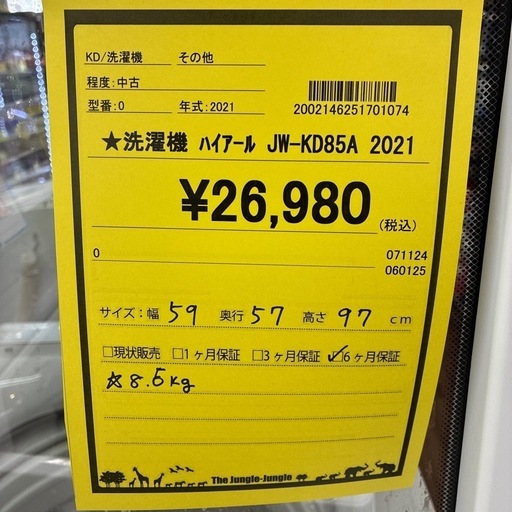 KD/洗濯機 その他
程度:中古
型番:0 年式:2021
2002146251701074
★洗濯機 ハイアール JW-KD85A 2021
¥26,980
(税込)
0 071124
060125
サイズ:幅 59 奥行 57 高さ 97 cm
□現状販売 □1ヶ月保証 □3ヶ月保証 ☑6ヶ月保証
☆8.5kg
The Jungle-Jungle